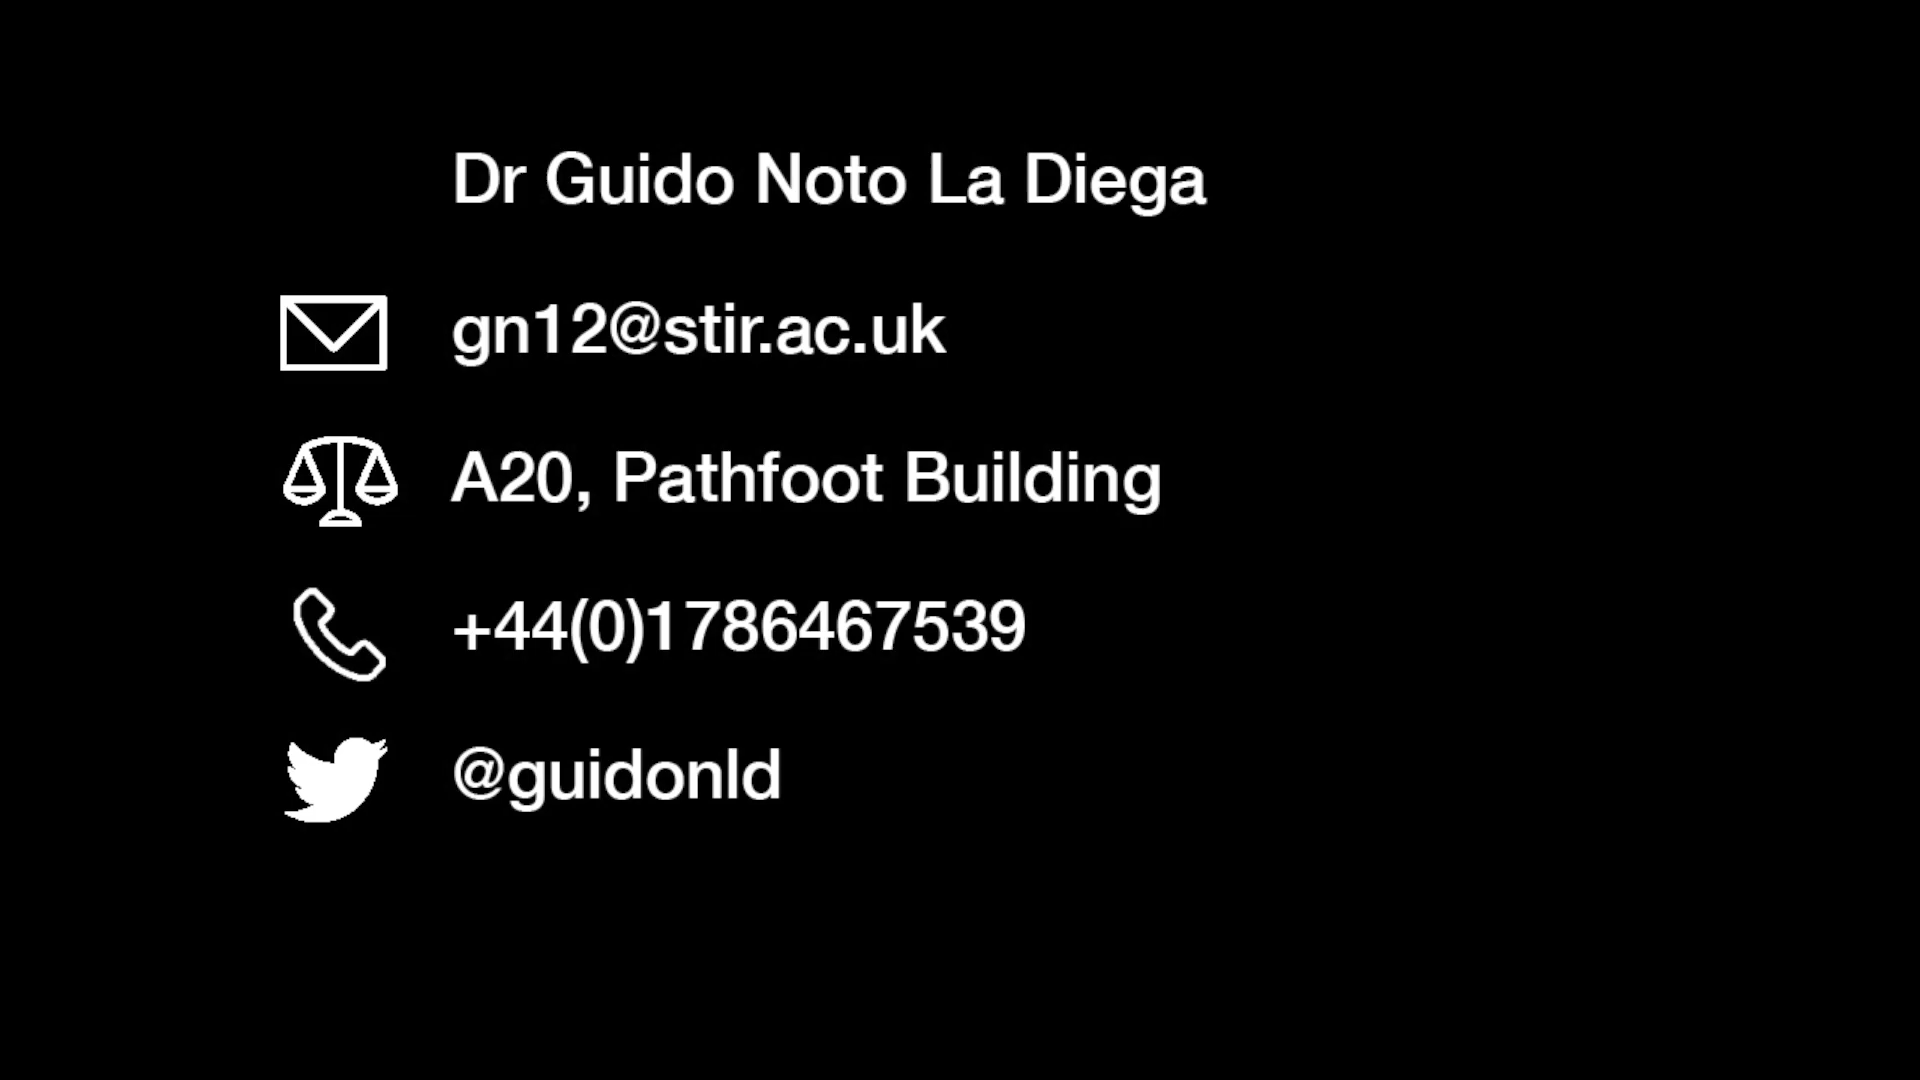 Dr Guido Noto La Diega
gn12@stir.ac.uk
A20, Pathfoot Building
+44(0)1786467539
@guidonld